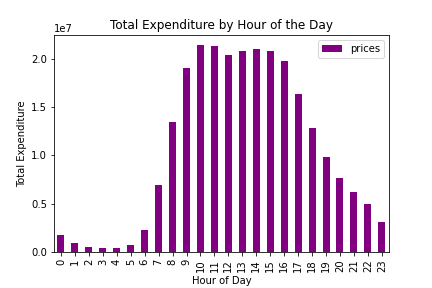 Total Expenditure by Hour of the Day
1e7
prices
2.0
1.5
1.0
0.5
0.0
Total Expenditure
0 1 2 3 4 5 6 7 8 9 10 11 12 13 14 15 16 17 18 19 20 21 22 23
Hour of Day